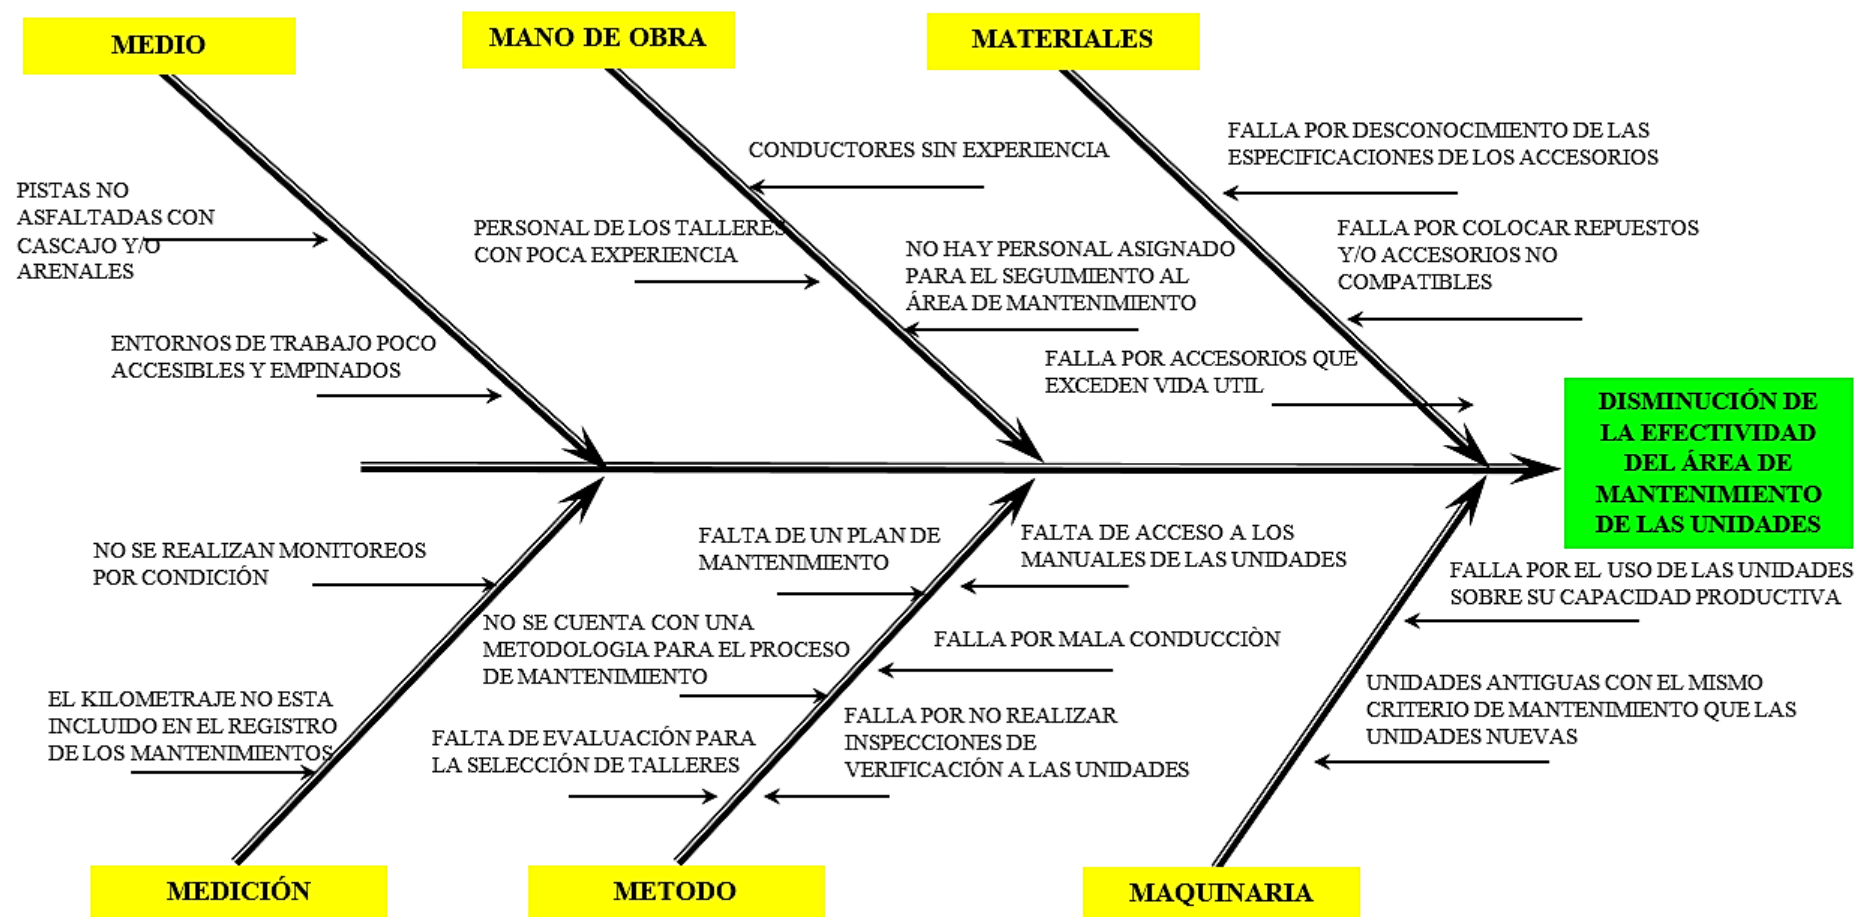 MEDIO
MANO DE OBRA
MATERIALES
PISTAS NO
ASFALTADAS CON
CASCAJO Y/O
ARENALES
ENTORNOS DE TRABAJO POCO
ACCESIBLES Y EMPINADOS
CONDUCTORES SIN EXPERIENCIA
PERSONAL DE LOS TALLERES
CON POCA EXPERIENCIA
NO HAY PERSONAL ASIGNADO
PARA EL SEGUIMIENTO AL
ÁREA DE MANTENIMIENTO
FALLA POR DESCONOCIMIENTO DE LAS
ESPECIFICACIONES DE LOS ACCESORIOS
FALLA POR COLOCAR REPUESTOS
Y/O ACCESORIOS NO
COMPATIBLES
FALLA POR ACCESORIOS QUE
EXCEDEN VIDA UTIL
DISMINUCIÓN DE
LA EFECTIVIDAD
DEL ÁREA DE
MANTENIMIENTO
DE LAS UNIDADES
NO SE REALIZAN MONITOREOS
POR CONDICIÓN
EL KILOMETRAJE NO ESTA
INCLUIDO EN EL REGISTRO
DE LOS MANTENIMIENTOS
FALTA DE UN PLAN DE
MANTENIMIENTO
FALTA DE ACCESO A LOS
MANUALES DE LAS UNIDADES
NO SE CUENTA CON UNA
METODOLOGIA PARA EL PROCESO
DE MANTENIMIENTO
FALLA POR MALA CONDUCCIÒN
FALTA DE EVALUACIÓN PARA
LA SELECCIÓN DE TALLERES
FALLA POR NO REALIZAR
INSPECCIONES DE
VERIFICACIÓN A LAS UNIDADES
FALLA POR EL USO DE LAS UNIDADES
SOBRE SU CAPACIDAD PRODUCTIVA
UNIDADES ANTIGUAS CON EL MISMO
CRITERIO DE MANTENIMIENTO QUE LAS
UNIDADES NUEVAS
MEDICIÓN
METODO
MAQUINARIA